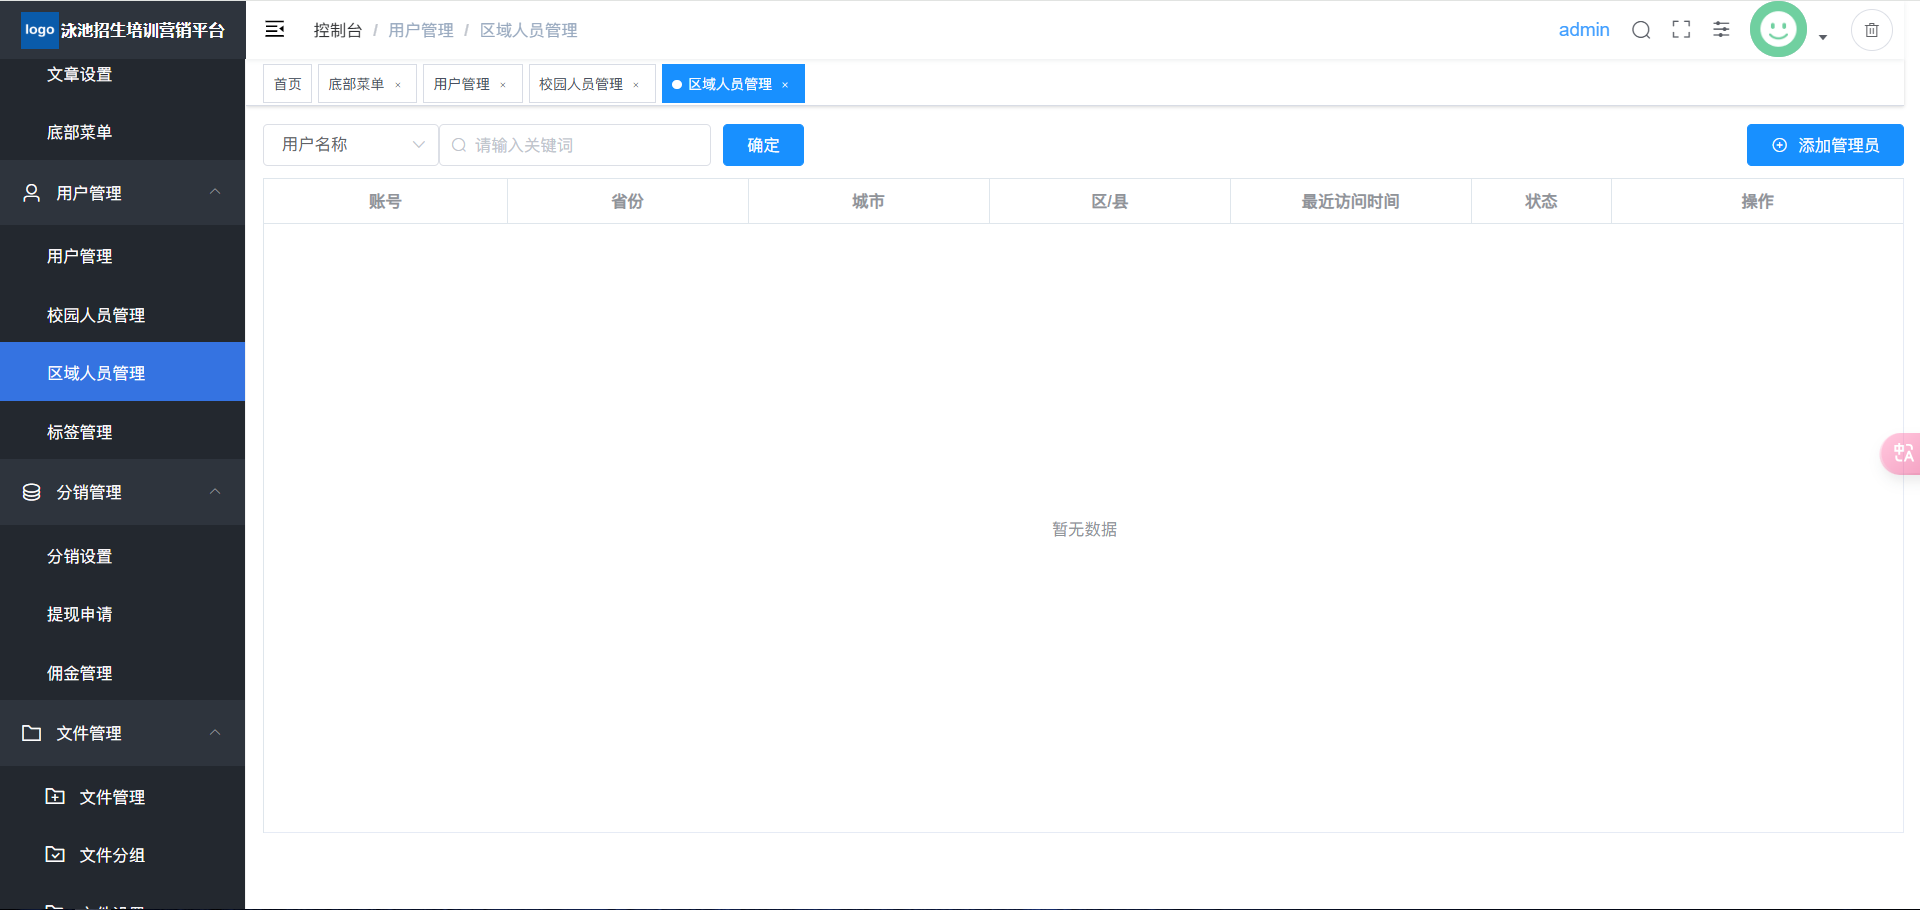 logo 泳池招生培训营销平台
控制台 / 用户管理 / 区域人员管理
admin
首页
底部菜单 ×
用户管理 ×
校园人员管理 ×
区域人员管理 ×
文章设置
底部菜单
用户管理
用户管理
校园人员管理
区域人员管理
标签管理
分销管理
分销设置
提现申请
佣金管理
文件管理
文件管理
文件分组
用户名称
请输入关键词
确定
添加管理员
账号 省份 城市 区/县 最近访问时间 状态 操作
暂无数据
中A